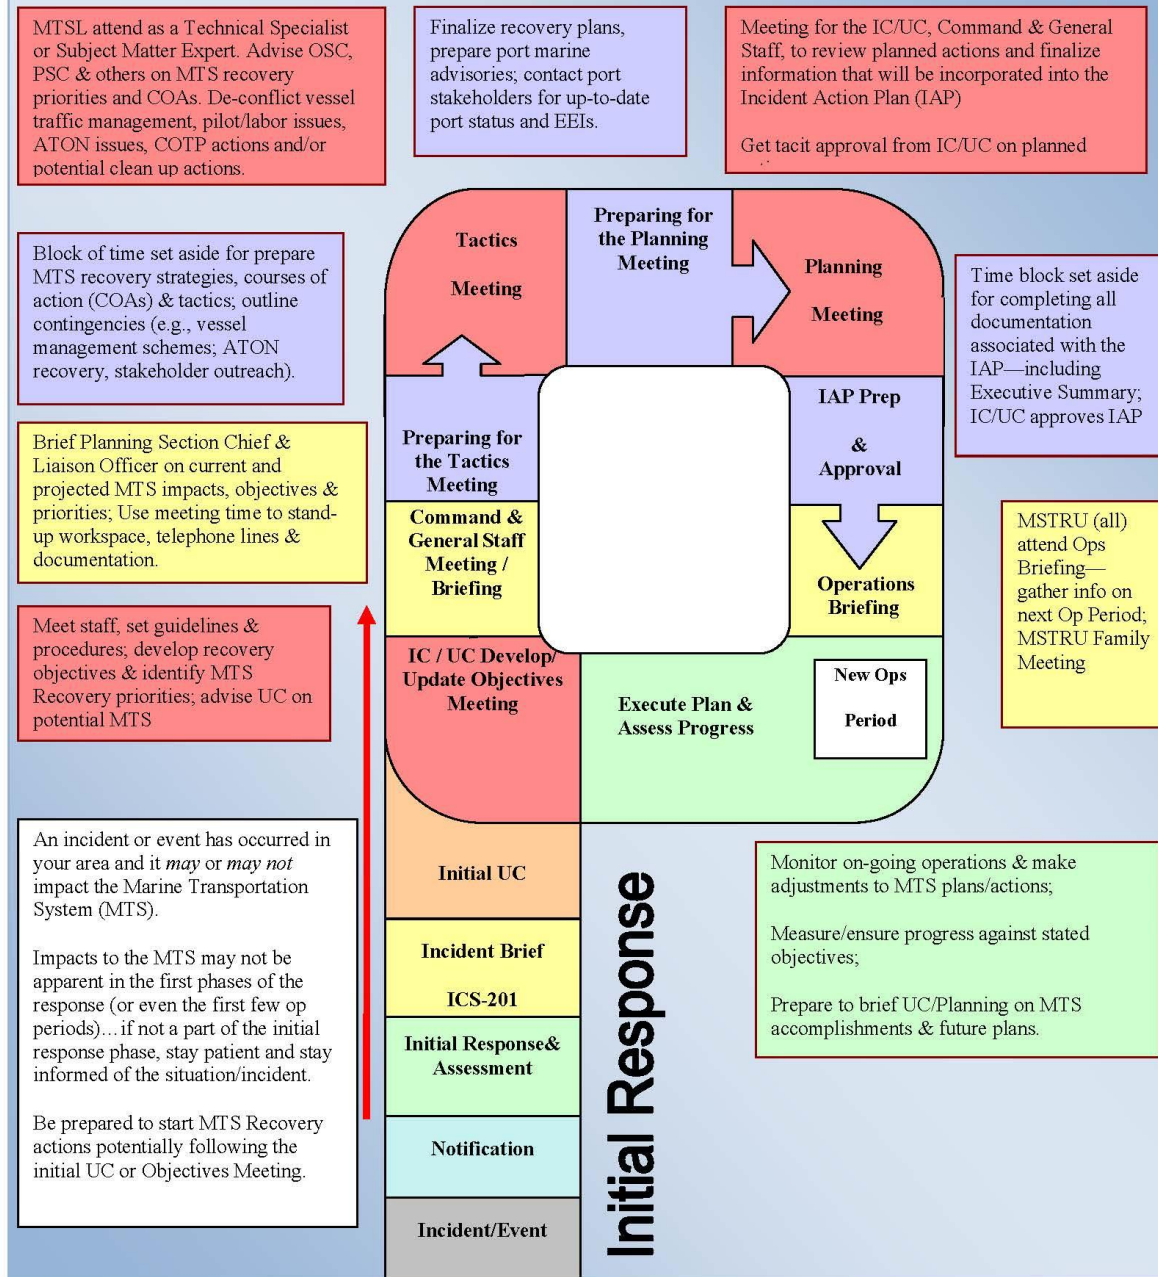 MTSL attend as a Technical Specialist
or Subject Matter Expert. Advise OSC,
PSC & others on MTS recovery
priorities and COAs. De-conflict vessel
traffic management, pilot/labor issues,
ATON issues, COTP actions and/or
potential clean up actions.
Finalize recovery plans,
prepare port marine
advisories; contact port
stakeholders for up-to-date
port status and EEIs.
Meeting for the IC/UC, Command & General
Staff, to review planned actions and finalize
information that will be incorporated into the
Incident Action Plan (IAP)
Get tacit approval from IC/UC on planned
Block of time set aside for prepare
MTS recovery strategies, courses of
action (COAs) & tactics; outline
contingencies (e.g., vessel
management schemes; ATON
recovery, stakeholder outreach).
Tactics
Meeting
Preparing for
the Planning
Meeting
Planning
Meeting
Time block set aside
for completing all
documentation
associated with the
IAP—including
Executive Summary;
IC/UC approves IAP
Brief Planning Section Chief &
Liaison Officer on current and
projected MTS impacts, objectives &
priorities; Use meeting time to stand-
up workspace, telephone lines &
documentation.
Preparing for
the Tactics
Meeting
IAP Prep
&
Approval
Command &
General Staff
Meeting /
Briefing
Operations
Briefing
MSTRU (all)
attend Ops
Briefing—
gather info on
next Op Period;
MSTRU Family
Meeting
Meet staff, set guidelines &
procedures; develop recovery
objectives & identify MTS
Recovery priorities; advise UC on
potential MTS
IC / UC Develop/
Update Objectives
Meeting
Execute Plan &
Assess Progress
New Ops
Period
An incident or event has occurred in
your area and it may or may not
impact the Marine Transportation
System (MTS).
Impacts to the MTS may not be
apparent in the first phases of the
response (or even the first few op
periods)…if not a part of the initial
response phase, stay patient and stay
informed of the situation/incident.
Be prepared to start MTS Recovery
actions potentially following the
initial UC or Objectives Meeting.
Initial UC
Incident Brief
ICS-201
Initial Response&
Assessment
Notification
Incident/Event
Initial Response
Monitor on-going operations & make
adjustments to MTS plans/actions;
Measure/ensure progress against stated
objectives;
Prepare to brief UC/Planning on MTS
accomplishments & future plans.